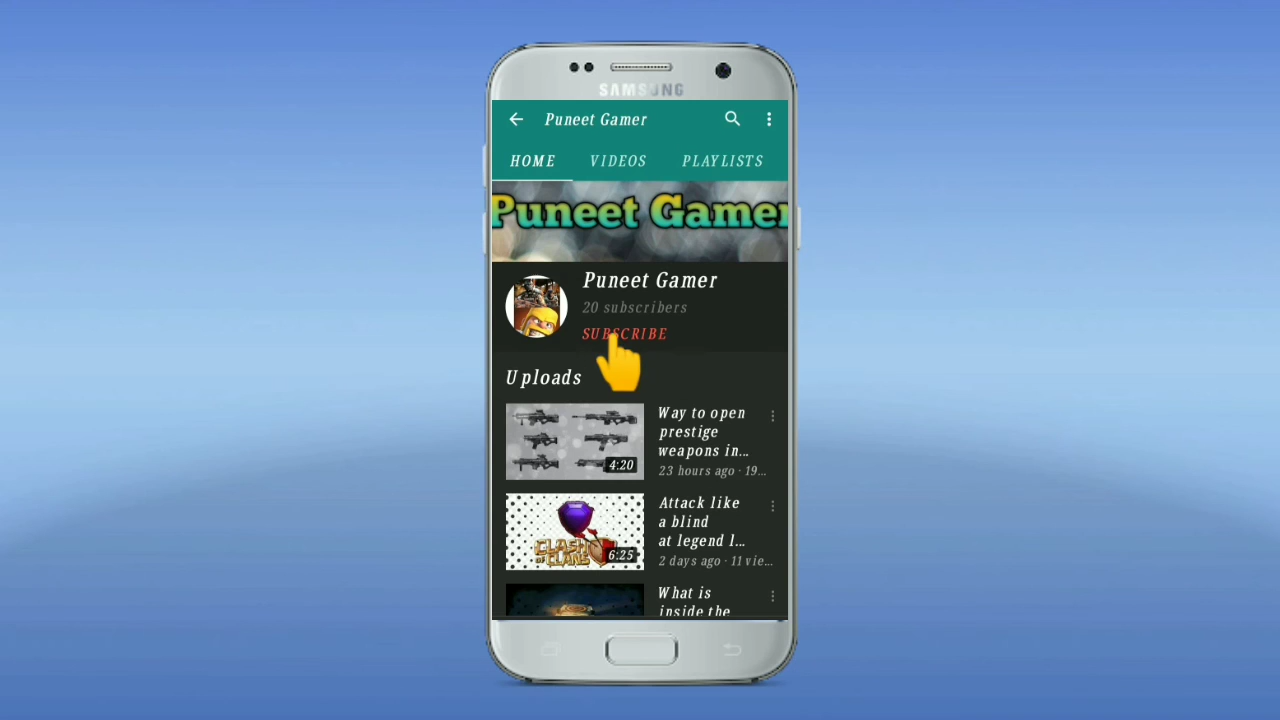 SAMSUNG
Puneet Gamer
HOME VIDEOS PLAYLISTS
Puneet Gamer
Puneet Gamer
20 subscribers
SUBSCRIBE
Uploads
Way to open
prestige
weapons in...
23 hours ago · 19...
4:20
Attack like
a blind
at legend l...
2 days ago · 11 vie...
CLASH
OF CLANS
6:25
What is
inside the